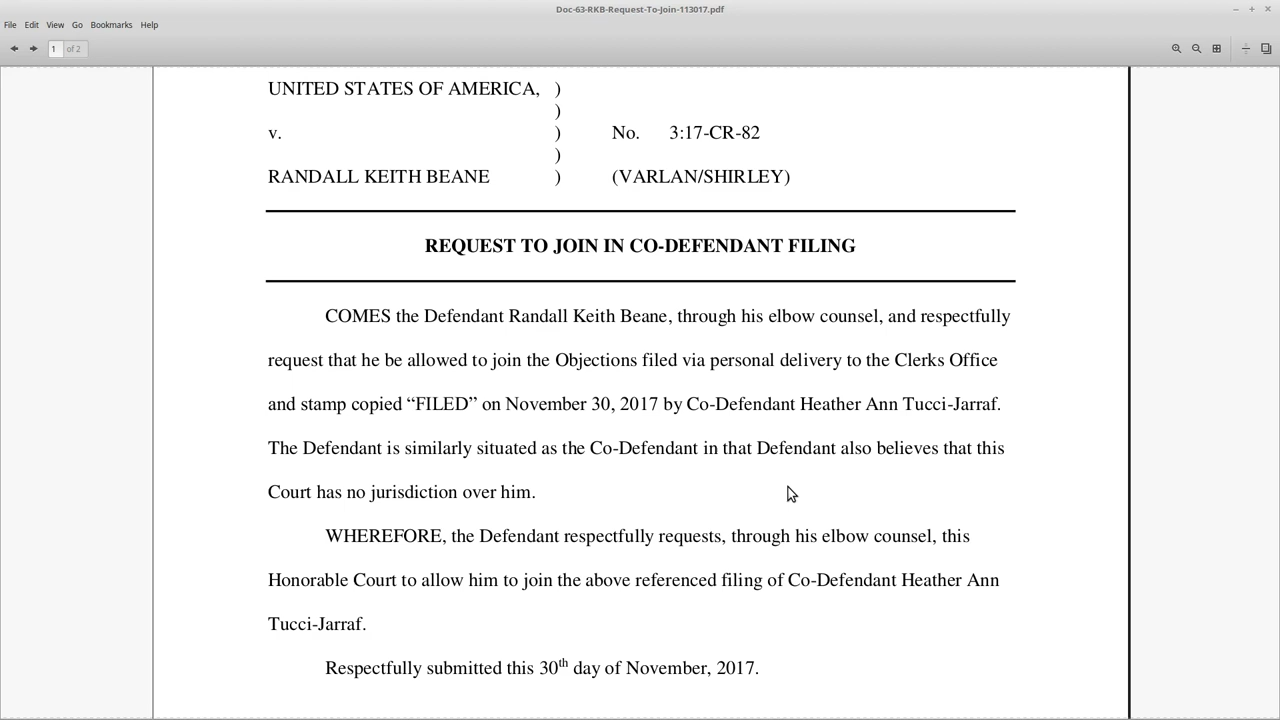 Doc-63-RKB-Request-To-Join-113017.pdf
File Edit View Go Bookmarks Help
1 of 2
UNITED STATES OF AMERICA, )
)
v. ) No. 3:17-CR-82
)
RANDALL KEITH BEANE ) (VARLAN/SHIRLEY)
REQUEST TO JOIN IN CO-DEFENDANT FILING
COMES the Defendant Randall Keith Beane, through his elbow counsel, and respectfully
request that he be allowed to join the Objections filed via personal delivery to the Clerks Office
and stamp copied “FILED” on November 30, 2017 by Co-Defendant Heather Ann Tucci-Jarraf.
The Defendant is similarly situated as the Co-Defendant in that Defendant also believes that this
Court has no jurisdiction over him.
WHEREFORE, the Defendant respectfully requests, through his elbow counsel, this
Honorable Court to allow him to join the above referenced filing of Co-Defendant Heather Ann
Tucci-Jarraf.
Respectfully submitted this 30th day of November, 2017.